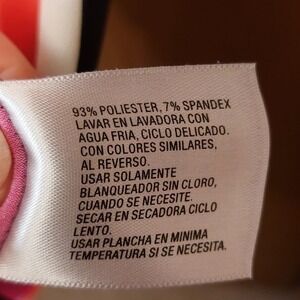 93% POLIESTER, 7% SPANDEX
LAVAR EN LAVADORA CON
AGUA FRIA, CICLO DELICADO.
CON COLORES SIMILARES,
AL REVERSO.
USAR SOLAMENTE
BLANQUEADOR SIN CLORO,
CUANDO SE NECESITE.
SECAR EN SECADORA CICLO
LENTO.
USAR PLANCHA EN MINIMA
TEMPERATURA SI SE NECESITA.